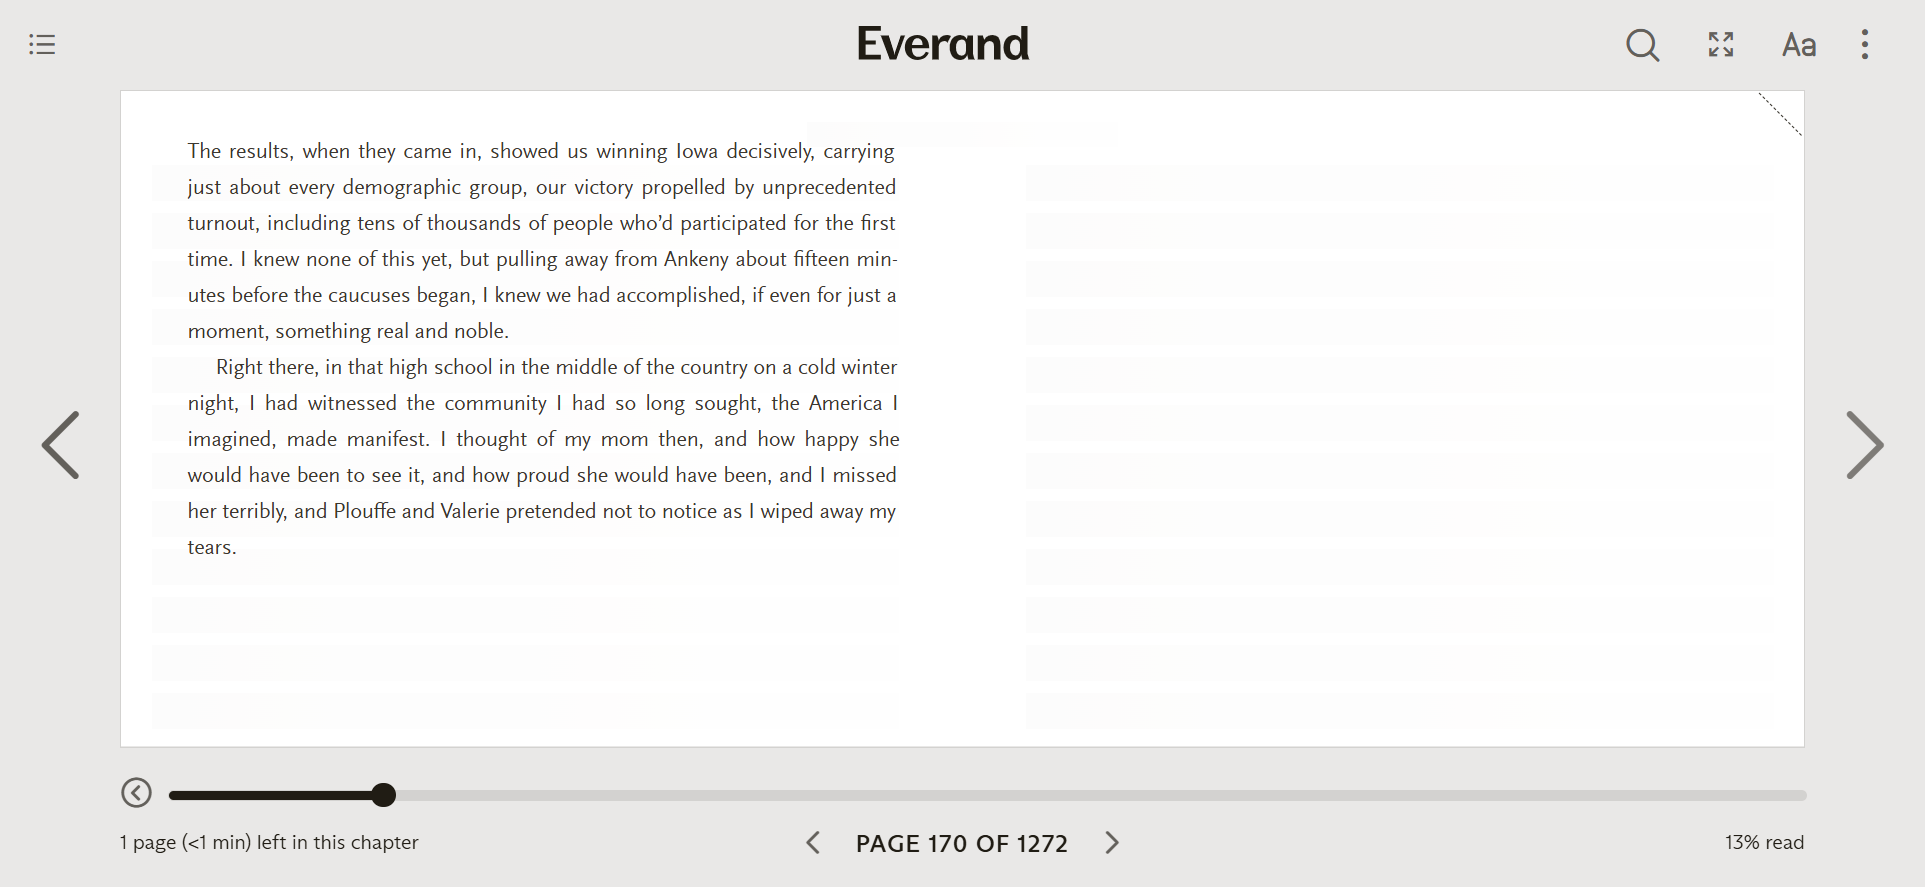 Everand
Aa
The results, when they came in, showed us winning Iowa decisively, carrying
just about every demographic group, our victory propelled by unprecedented
turnout, including tens of thousands of people who’d participated for the first
time. I knew none of this yet, but pulling away from Ankeny about fifteen min-
utes before the caucuses began, I knew we had accomplished, if even for just a
moment, something real and noble.
Right there, in that high school in the middle of the country on a cold winter
night, I had witnessed the community I had so long sought, the America I
imagined, made manifest. I thought of my mom then, and how happy she
would have been to see it, and how proud she would have been, and I missed
her terribly, and Plouffe and Valerie pretended not to notice as I wiped away my
tears.
1 page (<1 min) left in this chapter
PAGE 170 OF 1272
13% read